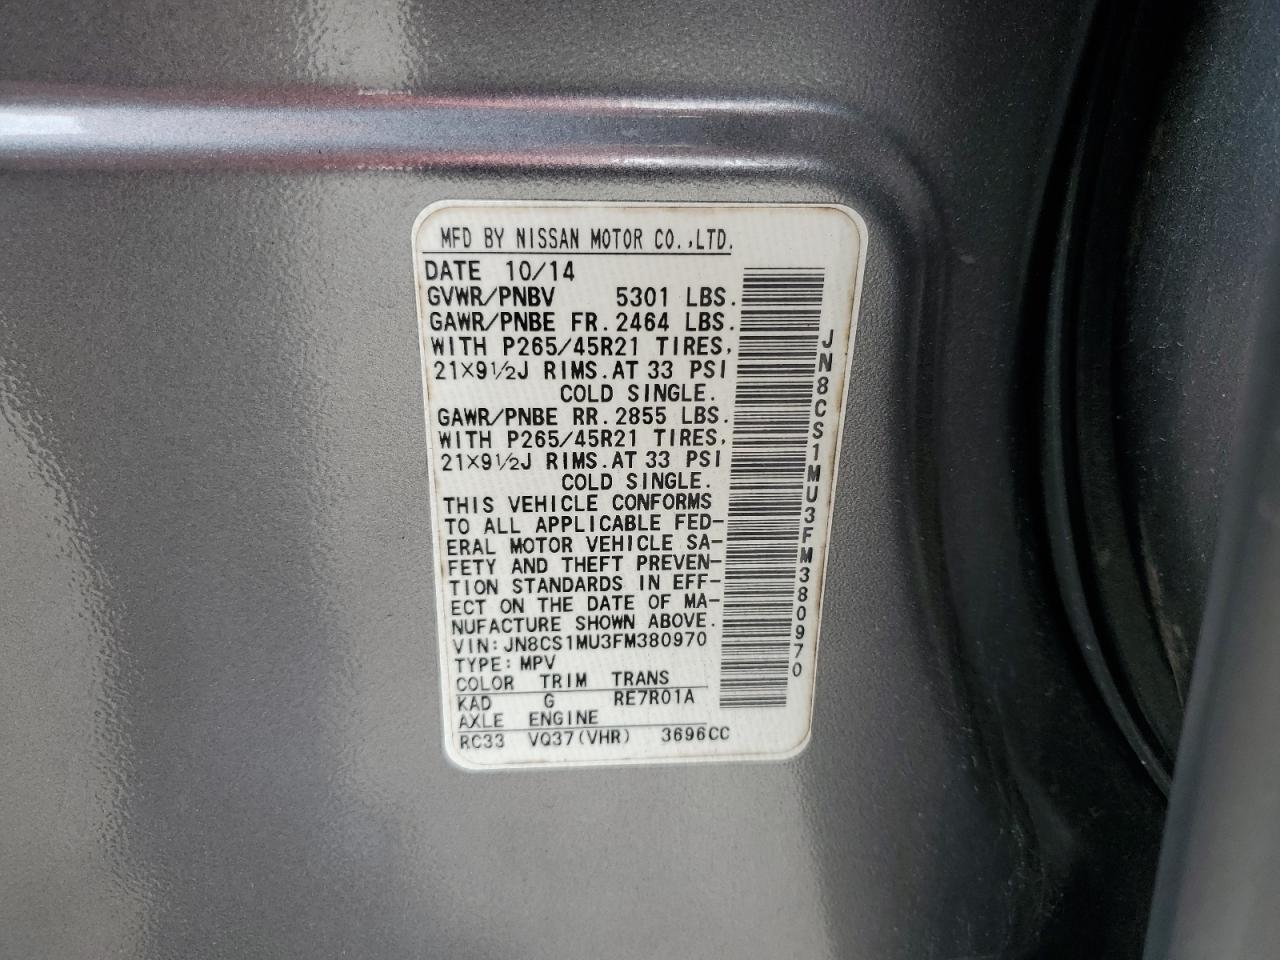 MFD BY NISSAN MOTOR CO.,LTD.
DATE 10/14
GVWR/PNBV 5301 LBS.
GAWR/PNBE FR. 2464 LBS.
WITH P265/45R21 TIRES,
21×9½J RIMS. AT 33 PSI
COLD SINGLE.
GAWR/PNBE RR. 2855 LBS.
WITH P265/45R21 TIRES,
21×9½J RIMS. AT 33 PSI
COLD SINGLE.
THIS VEHICLE CONFORMS
TO ALL APPLICABLE FED-
ERAL MOTOR VEHICLE SA-
FETY AND THEFT PREVEN-
TION STANDARDS IN EFF-
ECT ON THE DATE OF MA-
NUFACTURE SHOWN ABOVE.
VIN: JN8CS1MU3FM380970
TYPE: MPV
COLOR TRIM TRANS
KAD G RE7R01A
AXLE ENGINE
RC33 VQ37(VHR) 3696CC
JN8CS1MU3FM380970